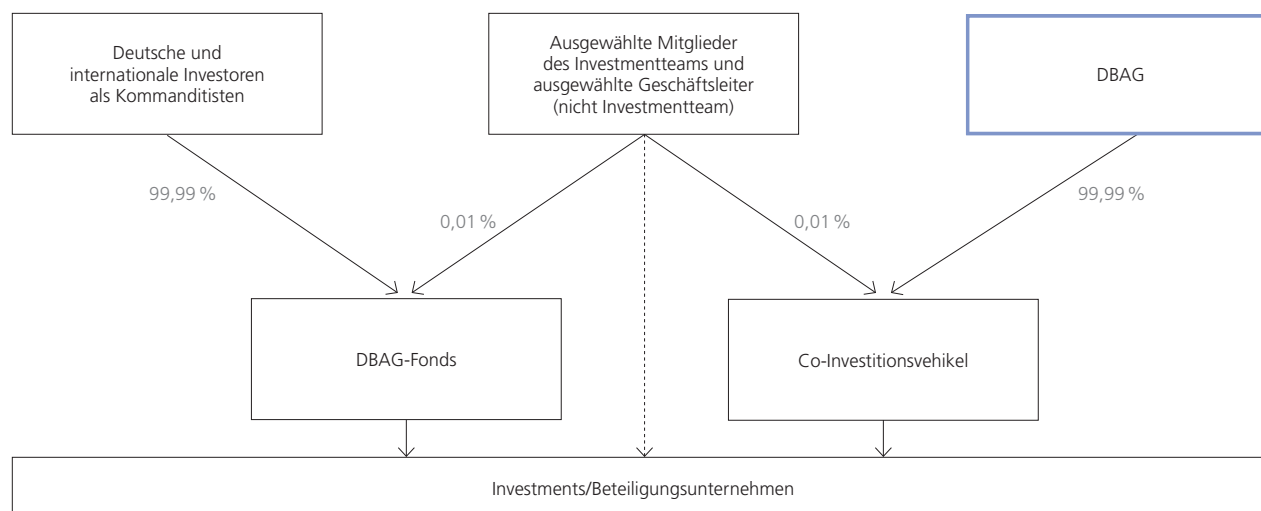 Deutsche und
internationale Investoren
als Kommanditisten
Ausgewählte Mitglieder
des Investmentteams und
ausgewählte Geschäftsleiter
(nicht Investmentteam)
DBAG
99,99 %
0,01 %
0,01 %
99,99 %
DBAG-Fonds
Co-Investitionsvehikel
Investments/Beteiligungsunternehmen